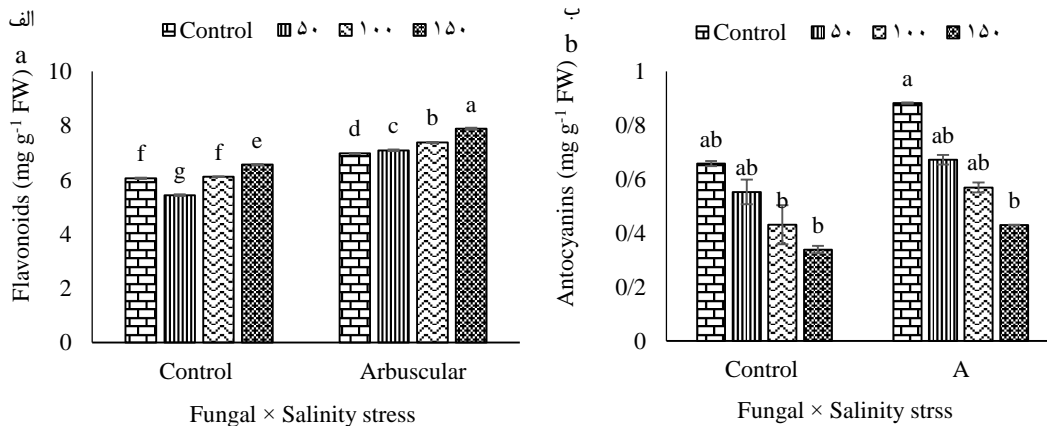 الف
a
Control ۵۰ ۱۰۰ ۱۵۰
Flavonoids (mg g-1 FW)
10
8
6
4
2
0
f g f e d c b a
Control Arbuscular
Fungal × Salinity stress
ب
b
Control ۵۰ ۱۰۰ ۱۵۰
Antocyanins (mg g-1 FW)
1
0/8
0/6
0/4
0/2
0
ab ab b b a ab ab b
Control A
Fungal × Salinity strss